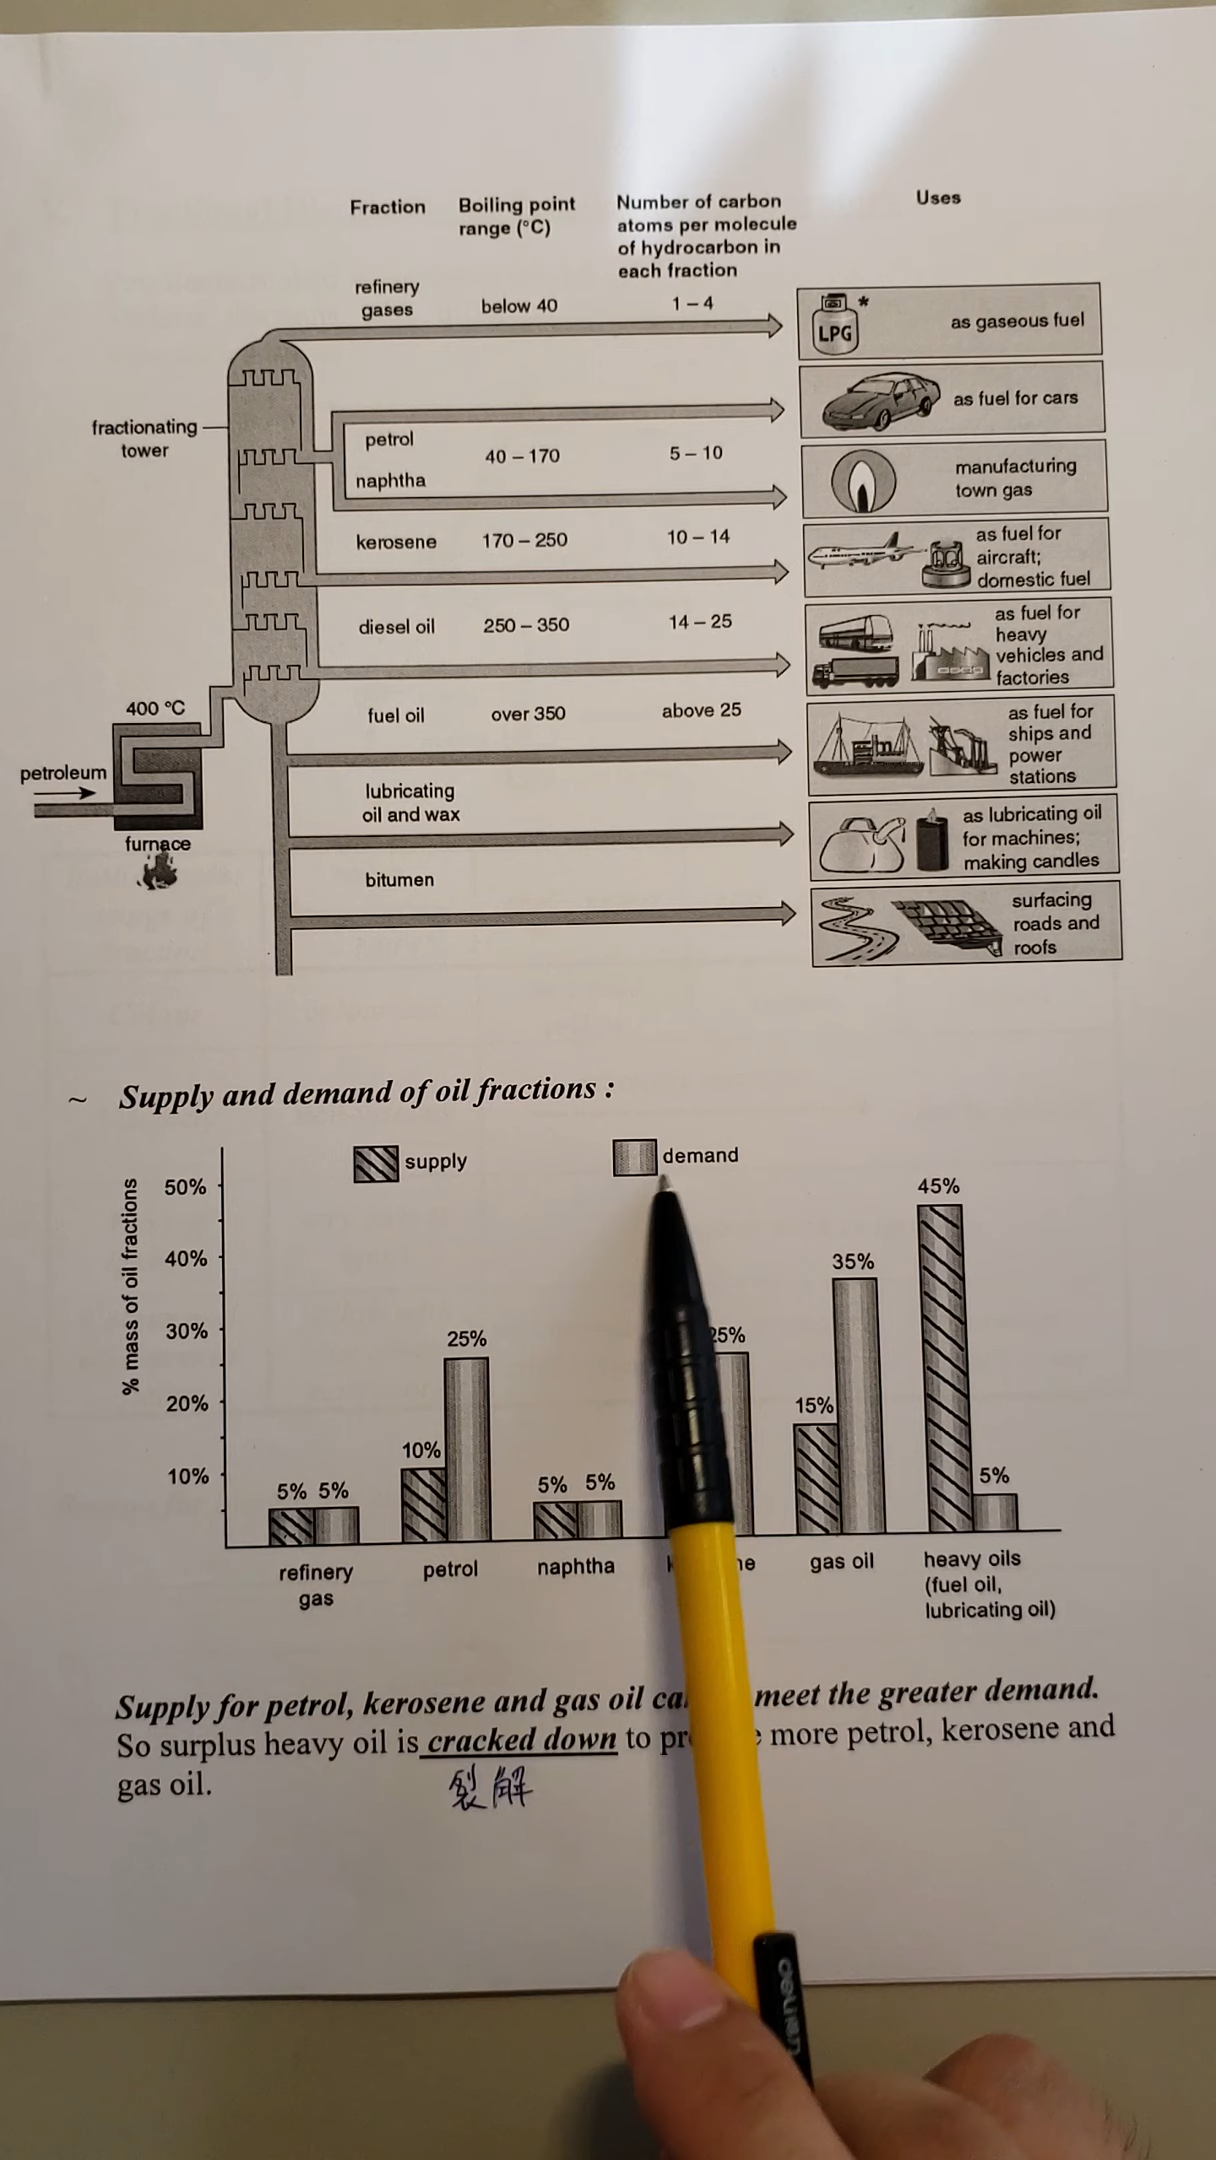 Fraction
Boiling point
range (°C)
Number of carbon
atoms per molecule
of hydrocarbon in
each fraction
Uses
refinery
gases
below 40
1 – 4
LPG
*
as gaseous fuel
fractionating
tower
petrol
naphtha
40 – 170
5 – 10
as fuel for cars
manufacturing
town gas
kerosene
170 – 250
10 – 14
as fuel for
aircraft;
domestic fuel
diesel oil
250 – 350
14 – 25
as fuel for
heavy
vehicles and
factories
400 °C
petroleum
furnace
fuel oil
over 350
above 25
as fuel for
ships and
power
stations
lubricating
oil and wax
as lubricating oil
for machines;
making candles
bitumen
surfacing
roads and
roofs
~ Supply and demand of oil fractions :
supply
demand
% mass of oil fractions
50%
40%
30%
20%
10%
5% 5%
10%
25%
5% 5%
25%
15%
35%
45%
5%
refinery
gas
petrol
naphtha
gas oil
heavy oils
(fuel oil,
lubricating oil)
Supply for petrol, kerosene and gas oil meet the greater demand.
So surplus heavy oil is cracked down to more petrol, kerosene and
gas oil.
裂解